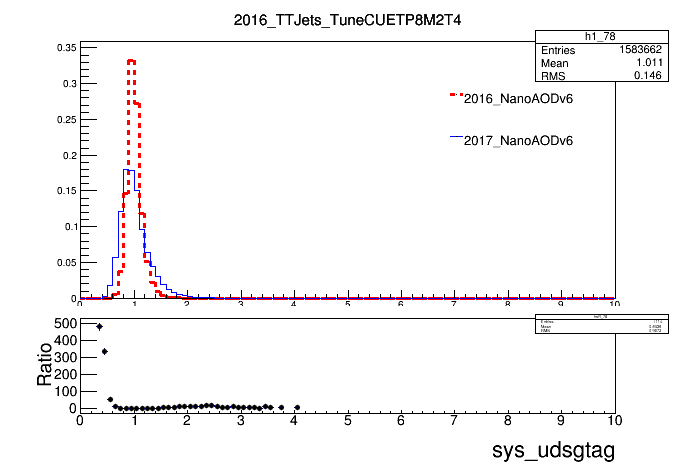 2016_TTJets_TuneCUETP8M2T4
h1_78
Entries 1583662
Mean 1.011
RMS 0.146
2016_NanoAODv6
2017_NanoAODv6
0.35
0.3
0.25
0.2
0.15
0.1
0.05
0
0 1 2 3 4 5 6 7 8 9 10
Entries
Mean
RMS
Ratio
500
400
300
200
100
0
0 1 2 3 4 5 6 7 8 9 10
sys_udsgtag